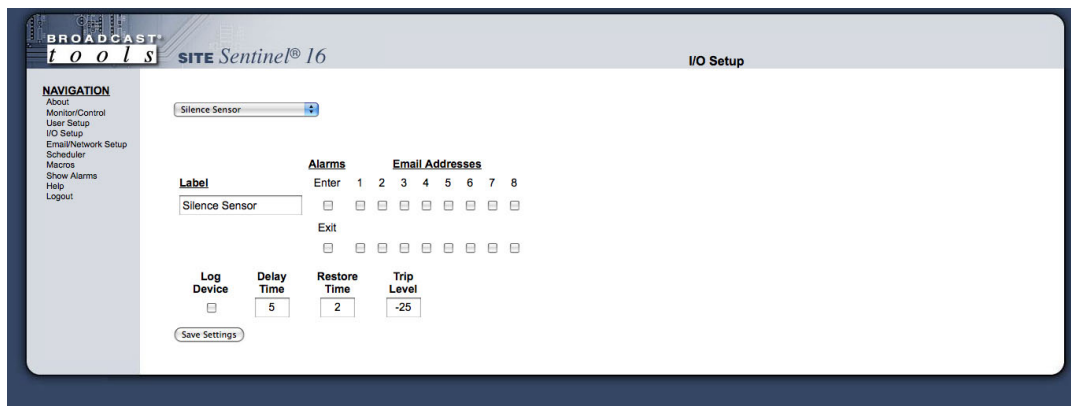 BROADCAST®
tools
SITE Sentinel® 16
I/O Setup
NAVIGATION
About
Monitor/Control
User Setup
I/O Setup
Email/Network Setup
Scheduler
Macros
Show Alarms
Help
Logout
Silence Sensor
Alarms Email Addresses
Label Enter 1 2 3 4 5 6 7 8
Silence Sensor
Exit
Log Device Delay Time Restore Time Trip Level
5 2 -25
Save Settings